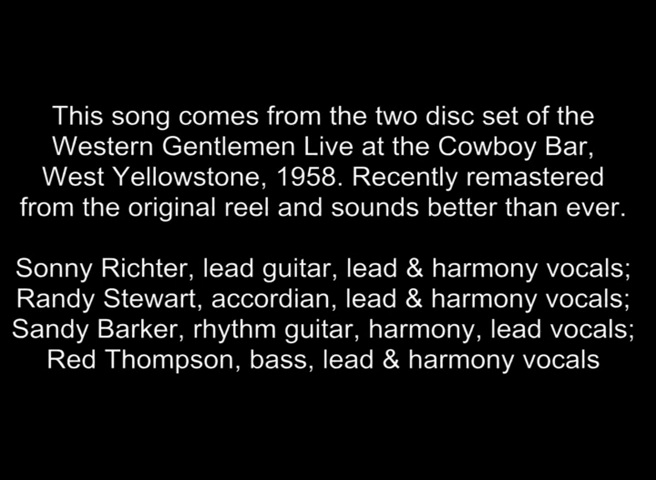 This song comes from the two disc set of the
Western Gentlemen Live at the Cowboy Bar,
West Yellowstone, 1958. Recently remastered
from the original reel and sounds better than ever.
Sonny Richter, lead guitar, lead & harmony vocals;
Randy Stewart, accordian, lead & harmony vocals;
Sandy Barker, rhythm guitar, harmony, lead vocals;
Red Thompson, bass, lead & harmony vocals